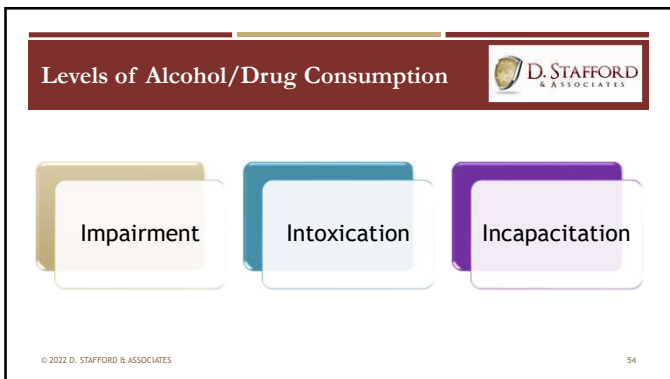 Levels of Alcohol/Drug Consumption
D. STAFFORD
& ASSOCIATES
Impairment
Intoxication
Incapacitation
© 2022 D. STAFFORD & ASSOCIATES
54